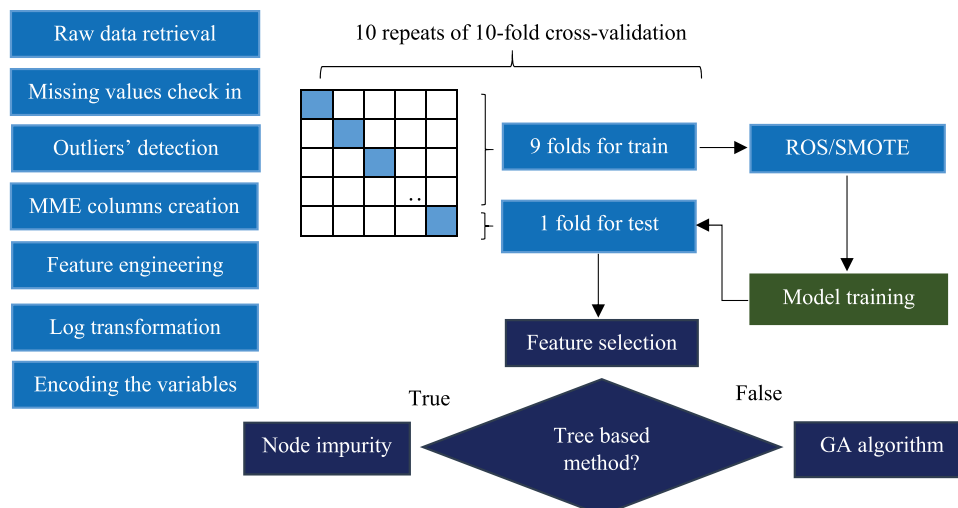 Raw data retrieval
Missing values check in
Outliers’ detection
MME columns creation
Feature engineering
Log transformation
Encoding the variables
10 repeats of 10-fold cross-validation
..
9 folds for train
ROS/SMOTE
1 fold for test
Model training
Feature selection
True
False
Node impurity
Tree based
method?
GA algorithm